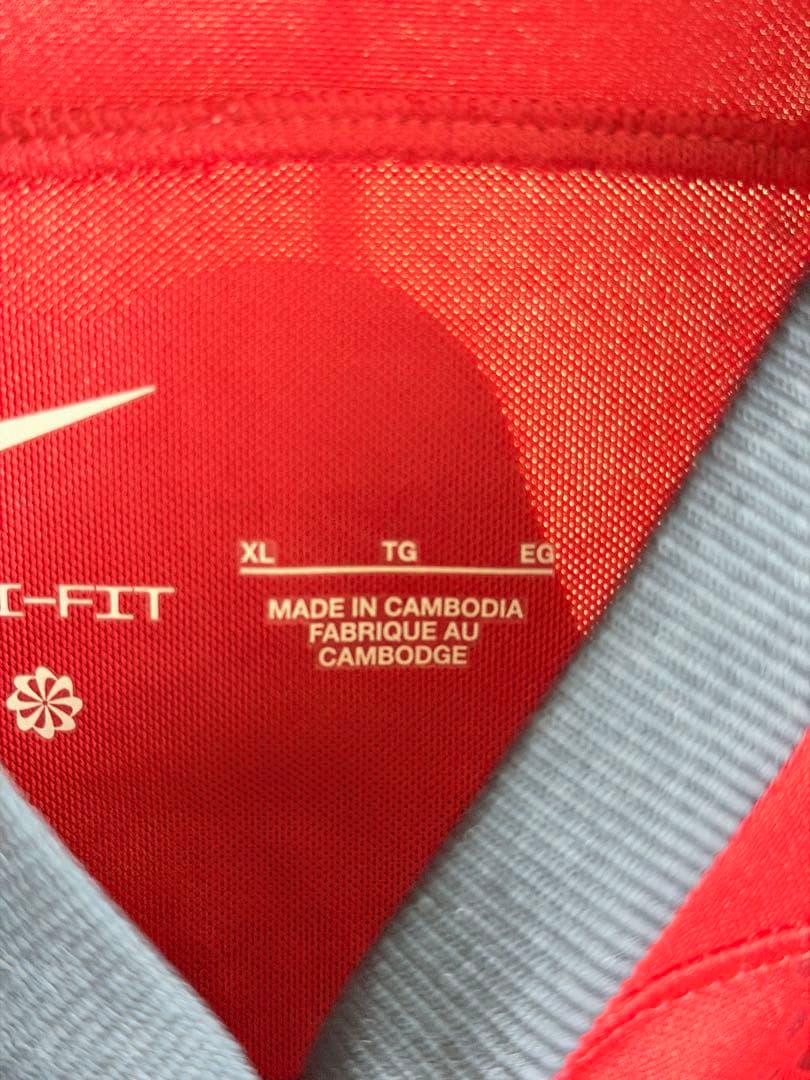 XL TG EG
I-FIT
MADE IN CAMBODIA
FABRIQUE AU
CAMBODGE